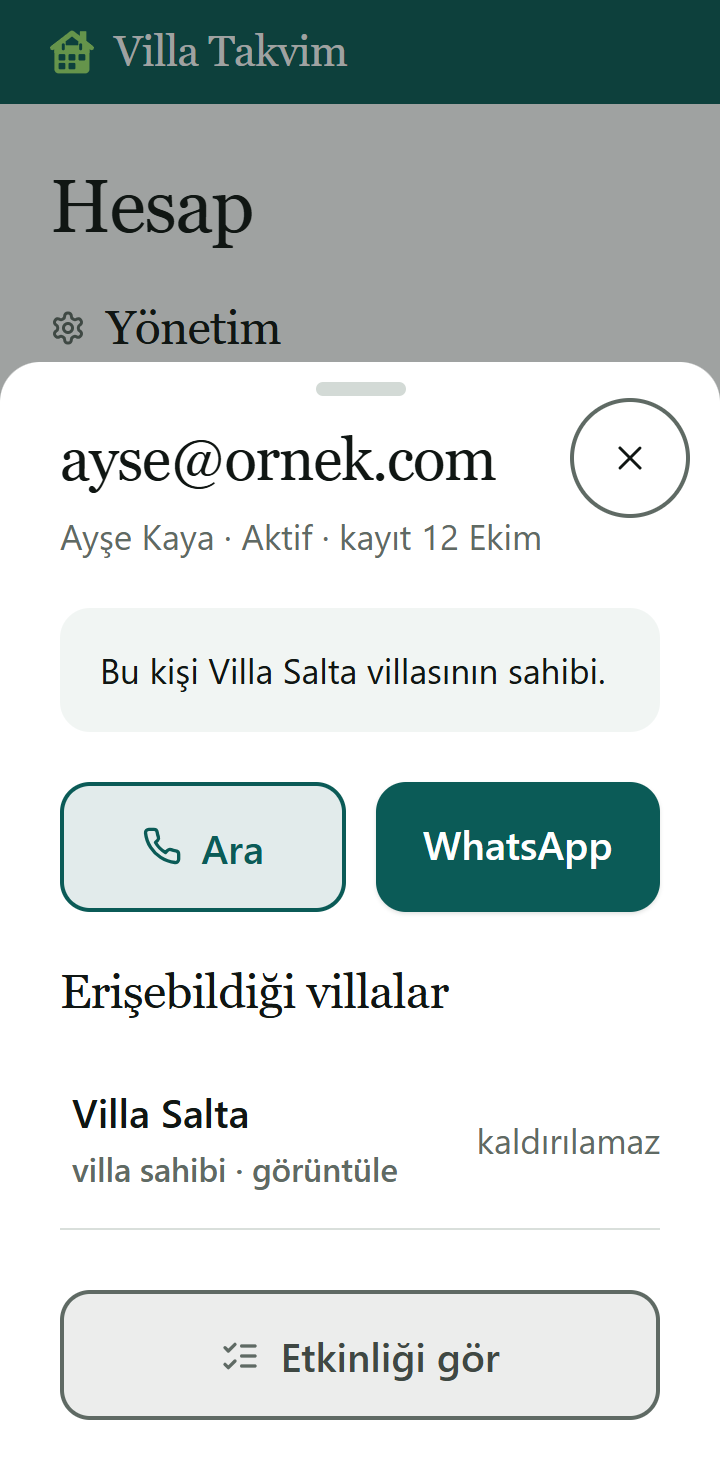 Villa Takvim
Hesap
Yönetim
ayse@ornek.com
Ayşe Kaya · Aktif · kayıt 12 Ekim
Bu kişi Villa Salta villasının sahibi.
Ara
WhatsApp
Erişebildiği villalar
Villa Salta
kaldırılamaz
villa sahibi · görüntüle
Etkinliği gör